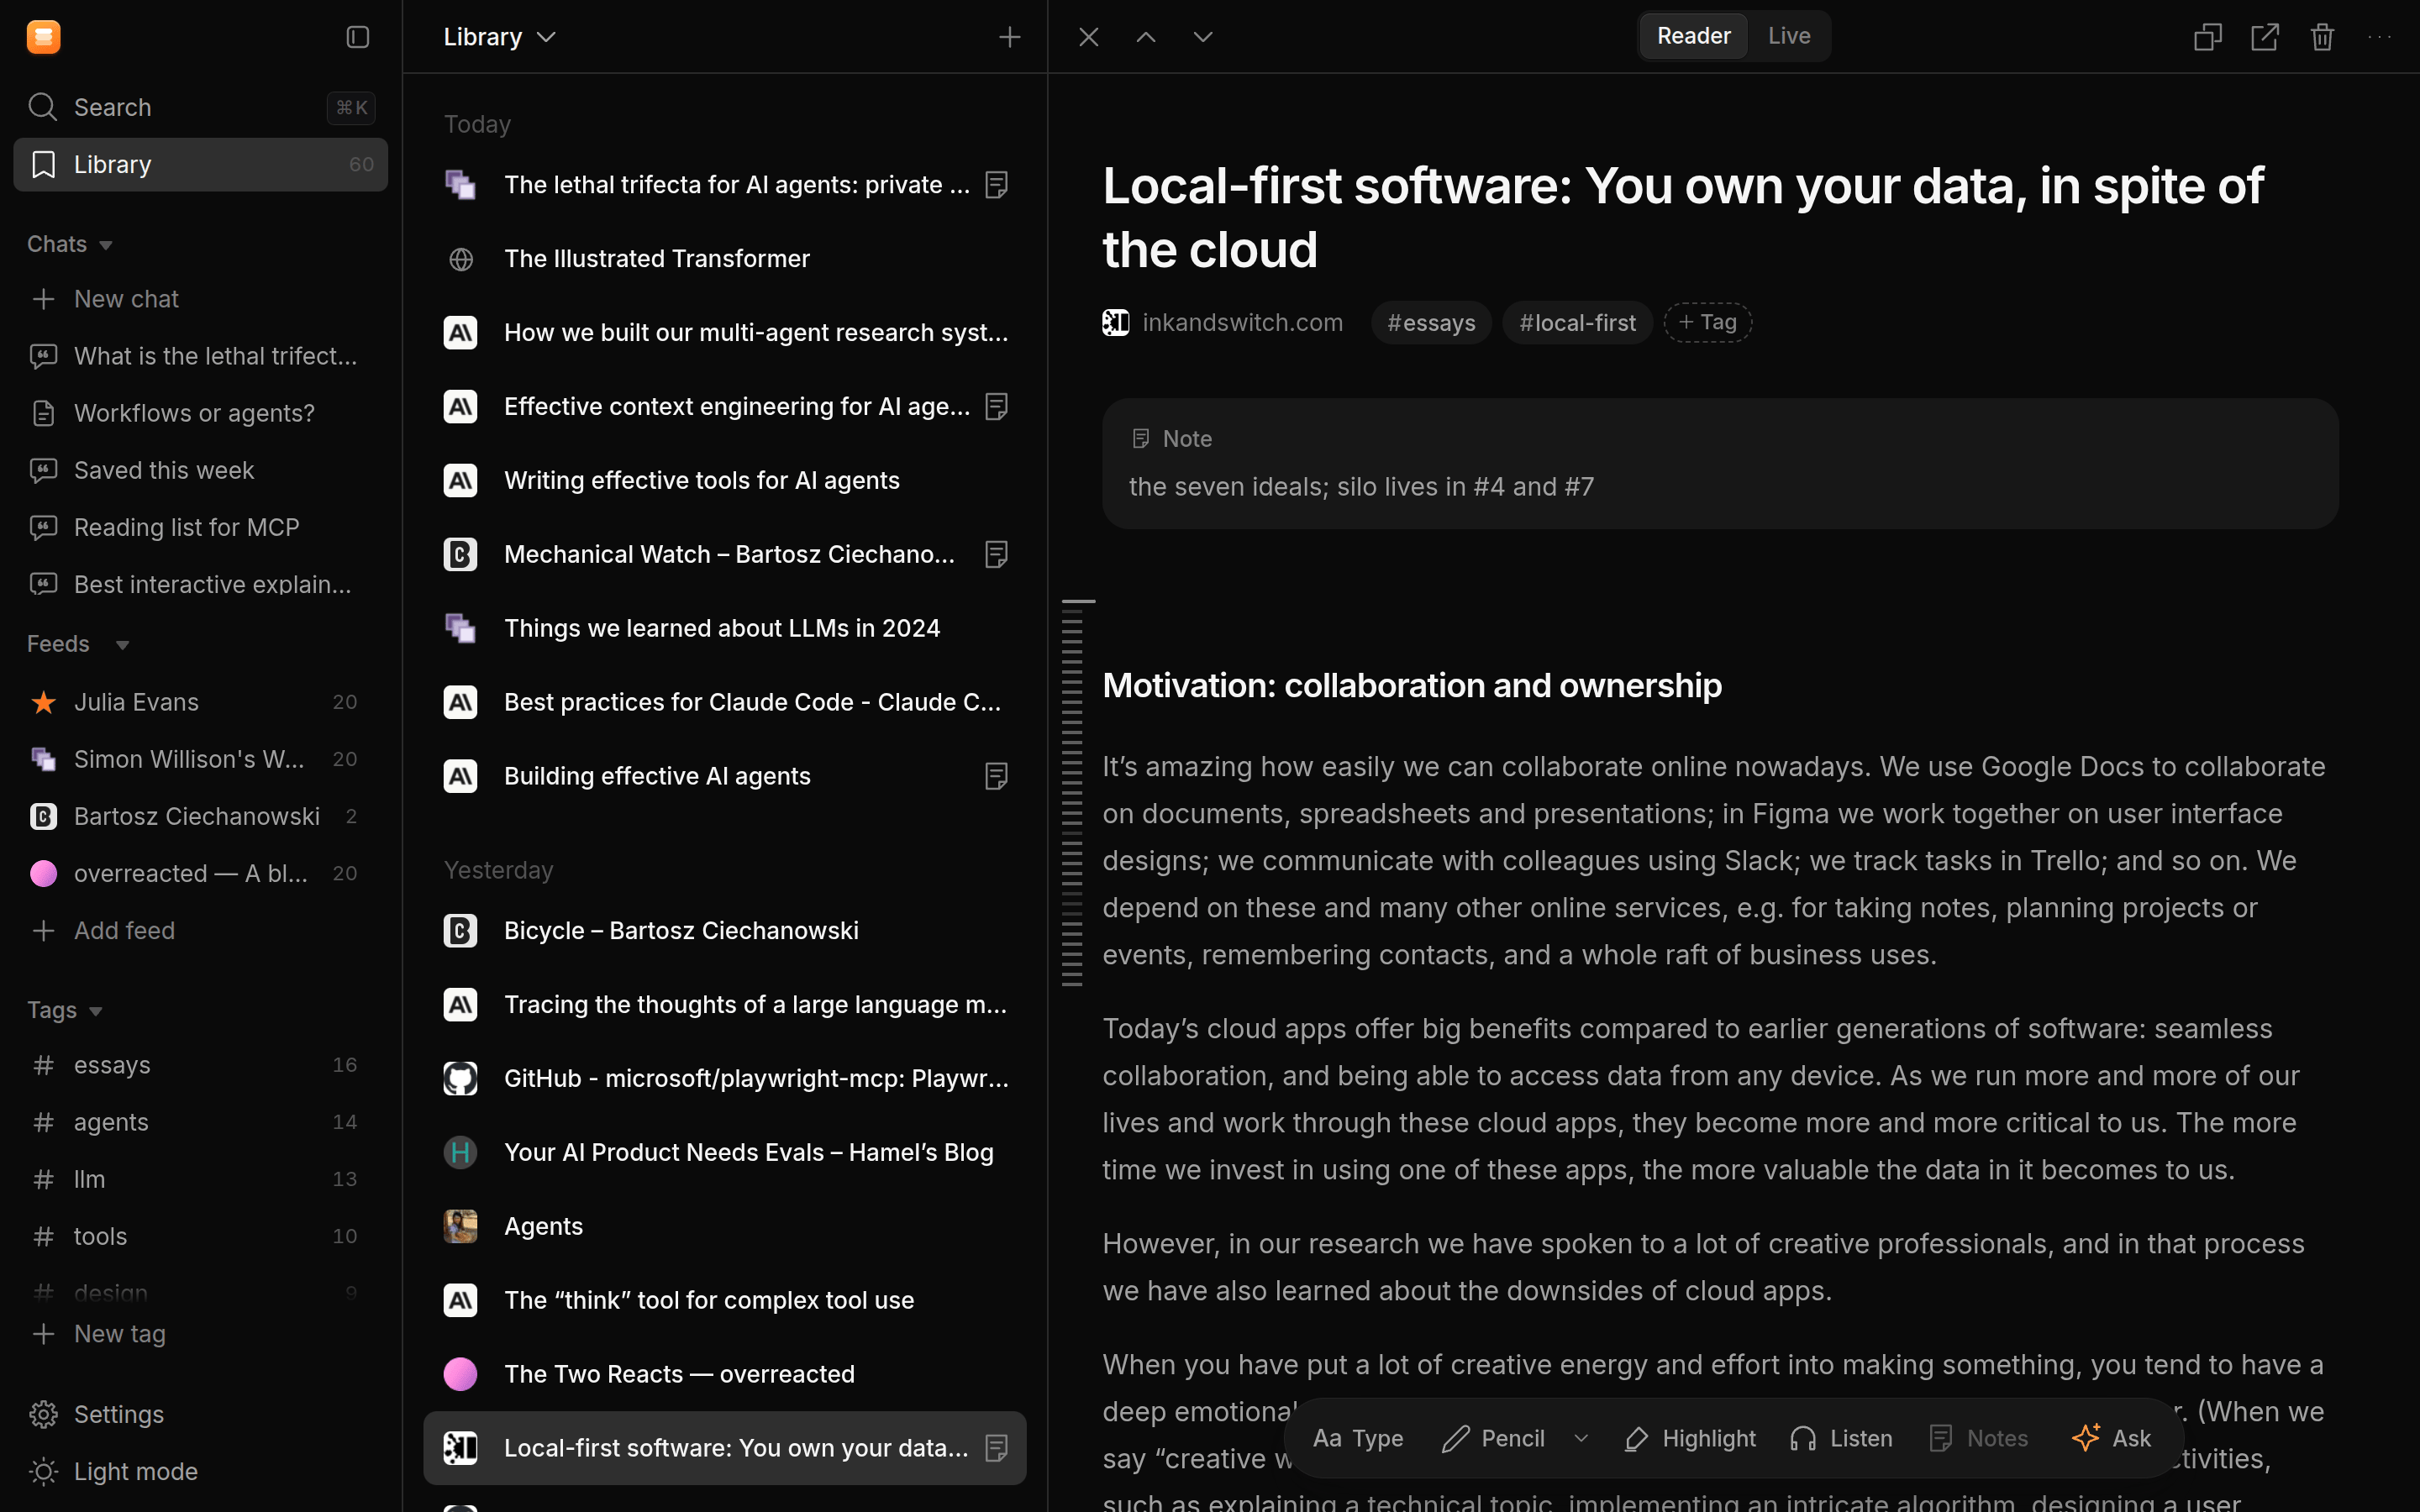 Search
⌘K
Library
60
Chats
New chat
What is the lethal trifect...
Workflows or agents?
Saved this week
Reading list for MCP
Best interactive explain...
Feeds
Julia Evans
20
Simon Willison's W...
20
Bartosz Ciechanowski
2
overreacted — A bl...
20
Add feed
Tags
# essays
16
# agents
14
# llm
13
# tools
10
# design
9
New tag
Settings
Light mode
Library
Today
The lethal trifecta for AI agents: private ...
The Illustrated Transformer
How we built our multi-agent research syst...
Effective context engineering for AI age...
Writing effective tools for AI agents
Mechanical Watch – Bartosz Ciechano...
Things we learned about LLMs in 2024
Best practices for Claude Code - Claude C...
Building effective AI agents
Yesterday
Bicycle – Bartosz Ciechanowski
Tracing the thoughts of a large language m...
GitHub - microsoft/playwright-mcp: Playwr...
Your AI Product Needs Evals – Hamel’s Blog
Agents
The “think” tool for complex tool use
The Two Reacts — overreacted
Local-first software: You own your data...
Reader
Live
Local-first software: You own your data, in spite of
the cloud
inkandswitch.com
#essays
#local-first
+ Tag
Note
the seven ideals; silo lives in #4 and #7
Motivation: collaboration and ownership
It’s amazing how easily we can collaborate online nowadays. We use Google Docs to collaborate
on documents, spreadsheets and presentations; in Figma we work together on user interface
designs; we communicate with colleagues using Slack; we track tasks in Trello; and so on. We
depend on these and many other online services, e.g. for taking notes, planning projects or
events, remembering contacts, and a whole raft of business uses.
Today’s cloud apps offer big benefits compared to earlier generations of software: seamless
collaboration, and being able to access data from any device. As we run more and more of our
lives and work through these cloud apps, they become more and more critical to us. The more
time we invest in using one of these apps, the more valuable the data in it becomes to us.
However, in our research we have spoken to a lot of creative professionals, and in that process
we have also learned about the downsides of cloud apps.
When you have put a lot of creative energy and effort into making something, you tend to have a
deep emotional r. (When we
say “creative
such as explaining a technical topic, implementing an intricate algorithm, designing a user
Aa Type
Pencil
Highlight
Listen
Notes
Ask